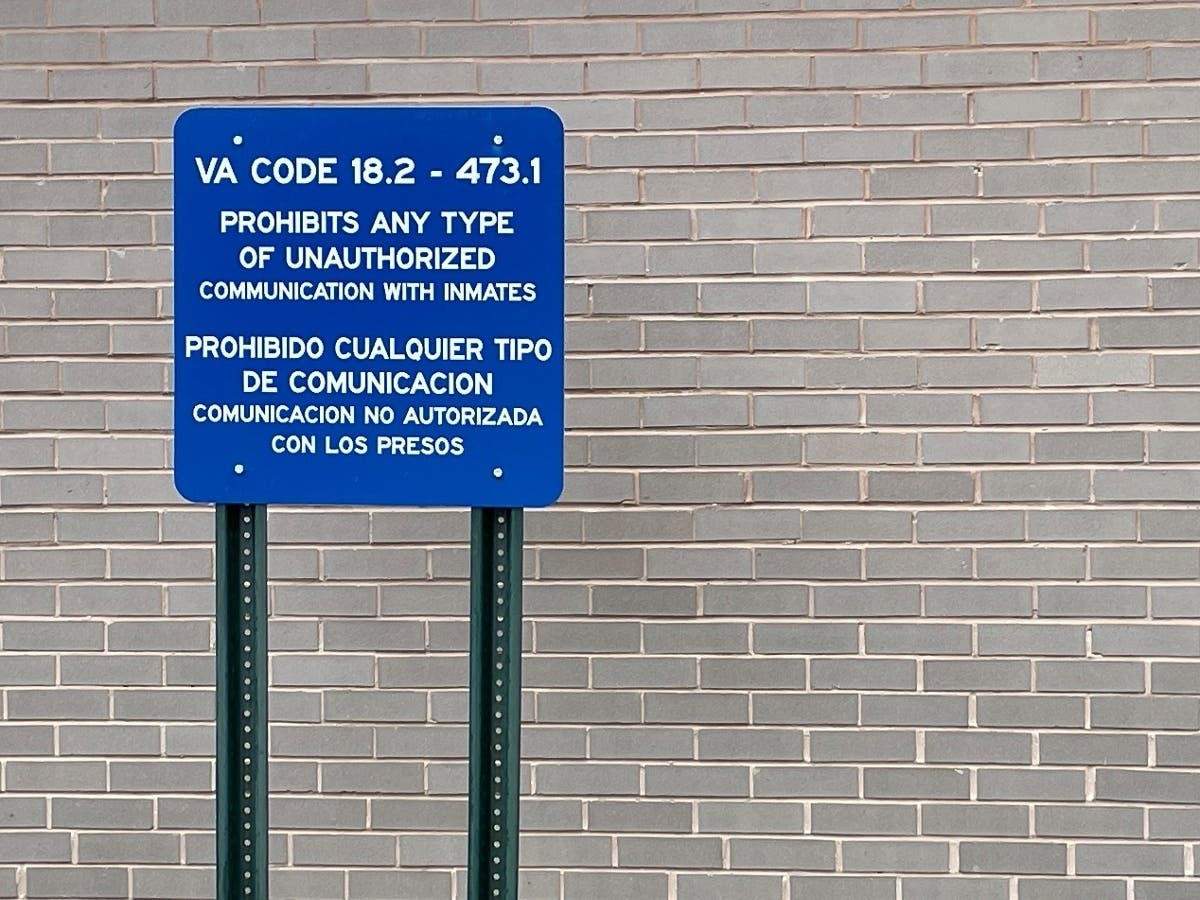 VA CODE 18.2 - 473.1
PROHIBITS ANY TYPE
OF UNAUTHORIZED
COMMUNICATION WITH INMATES
PROHIBIDO CUALQUIER TIPO
DE COMUNICACION
COMUNICACION NO AUTORIZADA
CON LOS PRESOS